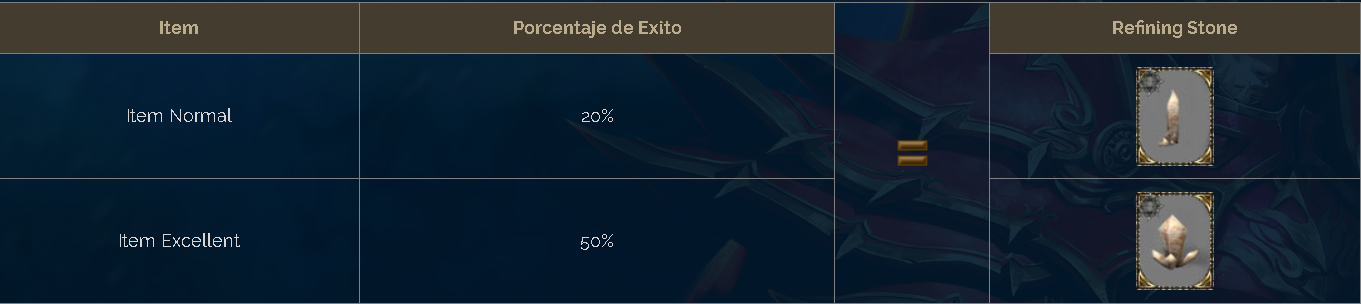 Item Porcentaje de Exito Refining Stone
Item Normal 20%
Item Excellent 50%